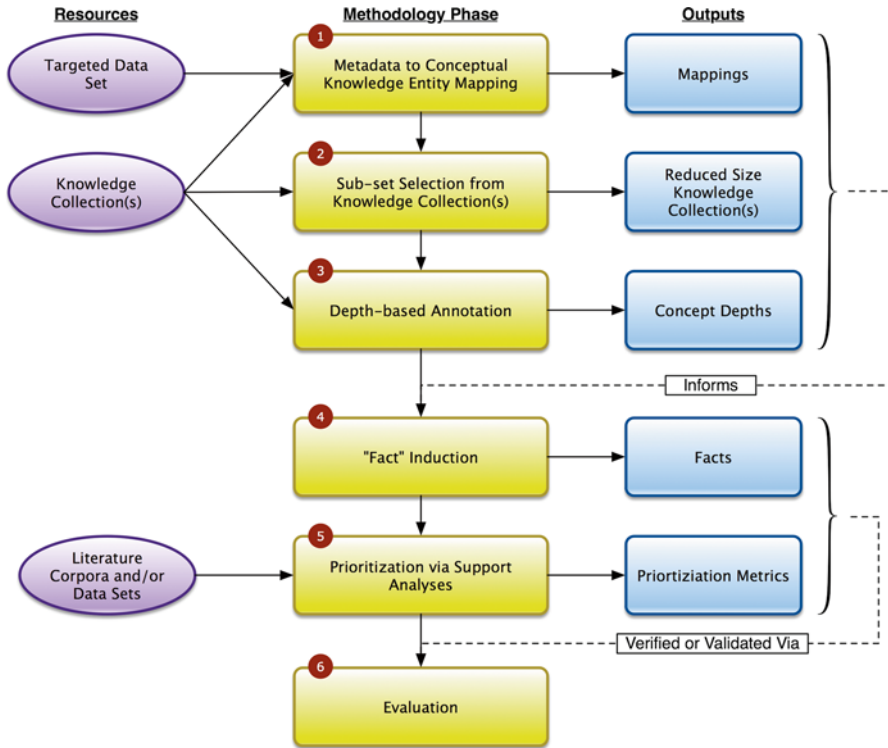 Resources
Methodology Phase
Outputs
Targeted Data
Set
1
Metadata to Conceptual
Knowledge Entity Mapping
Mappings
Knowledge
Collection(s)
2
Sub-set Selection from
Knowledge Collection(s)
Reduced Size
Knowledge
Collection(s)
3
Depth-based Annotation
Concept Depths
Informs
4
"Fact" Induction
Facts
Literature
Corpora and/or
Data Sets
5
Prioritization via Support
Analyses
Priortiziation Metrics
Verified or Validated Via
6
Evaluation